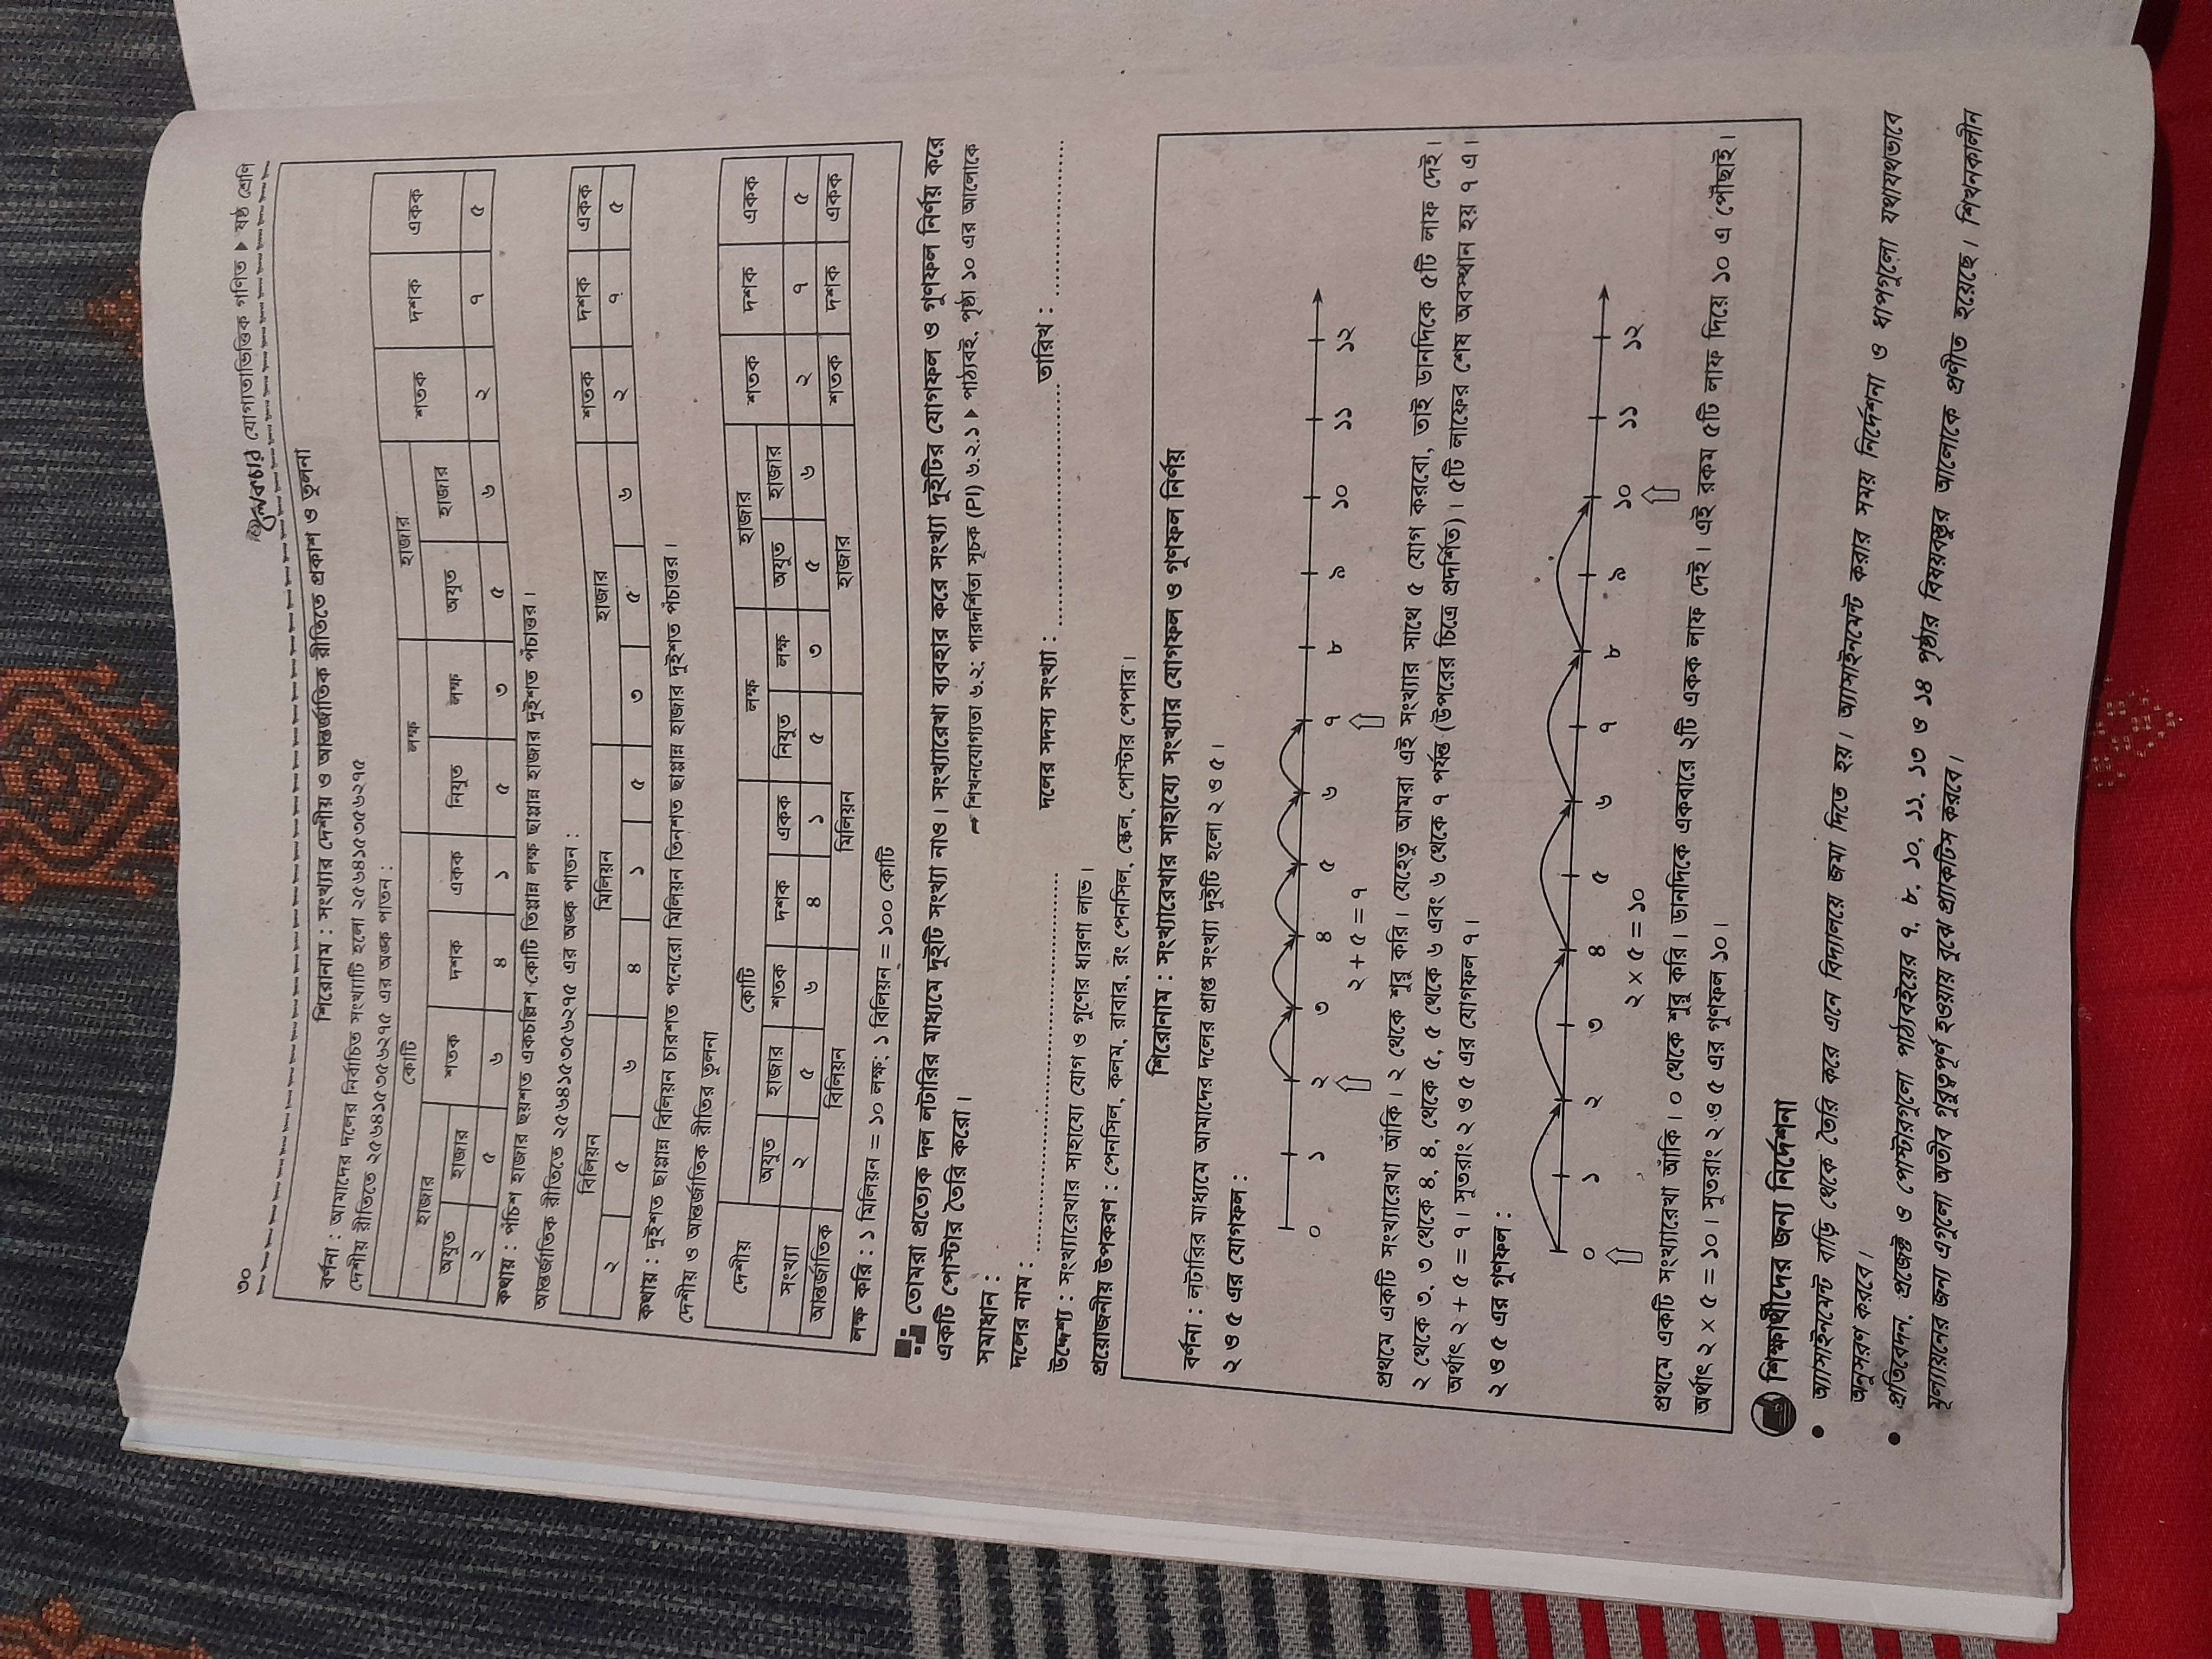 ৩০
লেকচার যোগ্যতাভিত্তিক গণিত ▶ ষষ্ঠ শ্রেণি
শিরোনাম : সংখ্যার দেশীয় ও আন্তর্জাতিক রীতিতে প্রকাশ ও তুলনা
বর্ণনা : আমাদের দলের নির্বাচিত সংখ্যাটি হলো ২৫৬৪১৫৩৫৬২৭৫
দেশীয় রীতিতে ২৫৬৪১৫৩৫৬২৭৫ এর অঙ্ক পাতন :
কোটি লক্ষ হাজার শতক দশক একক
হাজার শতক দশক একক নিযুত লক্ষ অযুত হাজার
অযুত হাজার
২ ৫ ৬ ৪ ১ ৫ ৩ ৫ ৬ ২ ৭ ৫
কথায় : পঁচিশ হাজার ছয়শত একচল্লিশ কোটি তিপ্পান্ন লক্ষ ছাপ্পান্ন হাজার দুইশত পঁচাত্তর।
আন্তর্জাতিক রীতিতে ২৫৬৪১৫৩৫৬২৭৫ এর অঙ্ক পাতন :
বিলিয়ন মিলিয়ন হাজার শতক দশক একক
২ ৫ ৬ ৪ ১ ৫ ৩ ৫ ৬ ২ ৭ ৫
কথায় : দুইশত ছাপ্পান্ন বিলিয়ন চারশত পনেরো মিলিয়ন তিনশত ছাপ্পান্ন হাজার দুইশত পঁচাত্তর।
দেশীয় ও আন্তর্জাতিক রীতির তুলনা
দেশীয় কোটি লক্ষ হাজার শতক দশক একক
অযুত হাজার শতক দশক একক নিযুত লক্ষ অযুত হাজার
সংখ্যা ২ ৫ ৬ ৪ ১ ৫ ৩ ৫ ৬ ২ ৭ ৫
আন্তর্জাতিক বিলিয়ন মিলিয়ন হাজার শতক দশক একক
লক্ষ করি : ১ মিলিয়ন = ১০ লক্ষ; ১ বিলিয়ন = ১০০ কোটি
তোমরা প্রত্যেক দল লটারির মাধ্যমে দুইটি সংখ্যা নাও। সংখ্যারেখা ব্যবহার করে সংখ্যা দুইটির যোগফল ও গুণফল নির্ণয় করে
একটি পোস্টার তৈরি করো।
শিখনযোগ্যতা ৬.২; পারদর্শিতা সূচক (PI) ৬.২.১ ▶ পাঠ্যবই, পৃষ্ঠা ১০ এর আলোকে
সমাধান :
দলের নাম : .................... দলের সদস্য সংখ্যা : .................... তারিখ : ....................
উদ্দেশ্য : সংখ্যারেখার সাহায্যে যোগ ও গুণের ধারণা লাভ।
প্রয়োজনীয় উপকরণ : পেনসিল, কলম, রাবার, রং পেনসিল, স্কেল, পোস্টার পেপার।
শিরোনাম : সংখ্যারেখার সাহায্যে সংখ্যার যোগফল ও গুণফল নির্ণয়
বর্ণনা : লটারির মাধ্যমে আমাদের দলের প্রাপ্ত সংখ্যা দুইটি হলো ২ ও ৫।
২ ও ৫ এর যোগফল :
০ ১ ২ ৩ ৪ ৫ ৬ ৭ ৮ ৯ ১০ ১১ ১২
২ + ৫ = ৭
প্রথমে একটি সংখ্যারেখা আঁকি। ২ থেকে শুরু করি। যেহেতু আমরা এই সংখ্যার সাথে ৫ যোগ করবো, তাই ডানদিকে ৫টি লাফ দেই।
২ থেকে ৩, ৩ থেকে ৪, ৪, থেকে ৫, ৫ থেকে ৬ এবং ৬ থেকে ৭ পর্যন্ত (উপরের চিত্রে প্রদর্শিত)। ৫টি লাফের শেষ অবস্থান হয় ৭ এ।
অর্থাৎ ২ + ৫ = ৭। সুতরাং ২ ও ৫ এর যোগফল ৭।
২ ও ৫ এর গুণফল :
০ ১ ২ ৩ ৪ ৫ ৬ ৭ ৮ ৯ ১০ ১১ ১২
২ × ৫ = ১০
প্রথমে একটি সংখ্যারেখা আঁকি। ০ থেকে শুরু করি। ডানদিকে একবারে ২টি একক লাফ দেই। এই রকম ৫টি লাফ দিয়ে ১০ এ পৌঁছাই।
অর্থাৎ ২ × ৫ = ১০। সুতরাং ২ ও ৫ এর গুণফল ১০।
শিক্ষার্থীদের জন্য নির্দেশনা
• অ্যাসাইনমেন্ট বাড়ি থেকে তৈরি করে এনে বিদ্যালয়ে জমা দিতে হয়। অ্যাসাইনমেন্ট করার সময় নির্দেশনা ও ধাপগুলো যথাযথভাবে
অনুসরণ করবে।
• প্রতিবেদন, প্রজেক্ট ও পোস্টারগুলো পাঠ্যবইয়ের ৭, ৮, ১০, ১১, ১৩ ও ১৪ পৃষ্ঠার বিষয়বস্তুর আলোকে প্রণীত হয়েছে। শিখনকালীন
মূল্যায়নের জন্য এগুলো অতীব গুরুত্বপূর্ণ হওয়ায় বুঝে প্র্যাকটিস করবে।